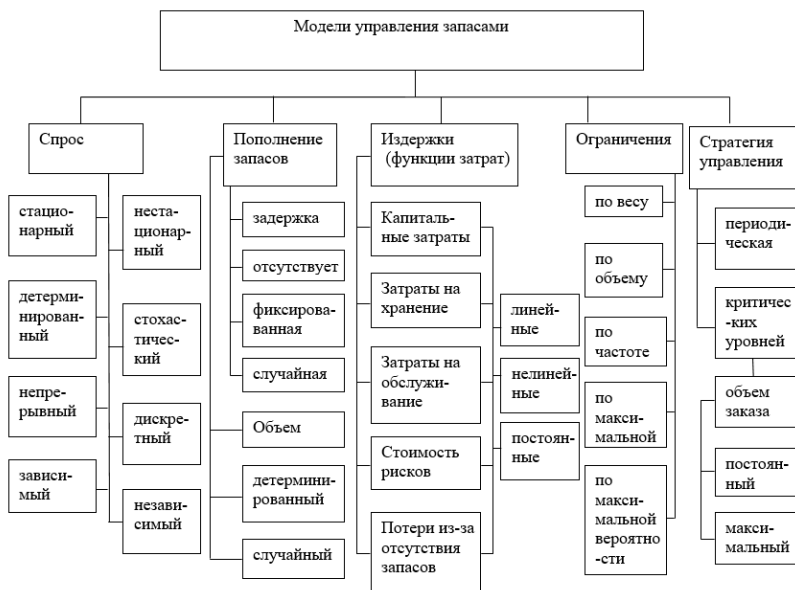 Модели управления запасами
Спрос
стацио-
нарный
неста-
ционар-
ный
детерми-
нирован-
ный
стохас-
тичес-
кий
непре-
рывный
дискре-
тный
зависи-
мый
незави-
симый
Пополнение
запасов
задержка
отсутствует
фиксирова-
ванная
случайная
Объем
детермини-
рованный
случайный
Издержки
(функции затрат)
Капиталь-
ные затраты
Затраты на
хранение
Затраты на
обслужи-
вание
Стоимость
рисков
Потери из-за
отсутствия
запасов
линей-
ные
нелиней-
ные
постоян-
ные
Ограничения
по весу
по
объему
по
частоте
по
макси-
мальной
по
макси-
мальной
вероятно
-сти
Стратегия
управления
периоди-
ческая
критичес
-ких
уровней
объем
заказа
постоян-
ный
макси-
мальный